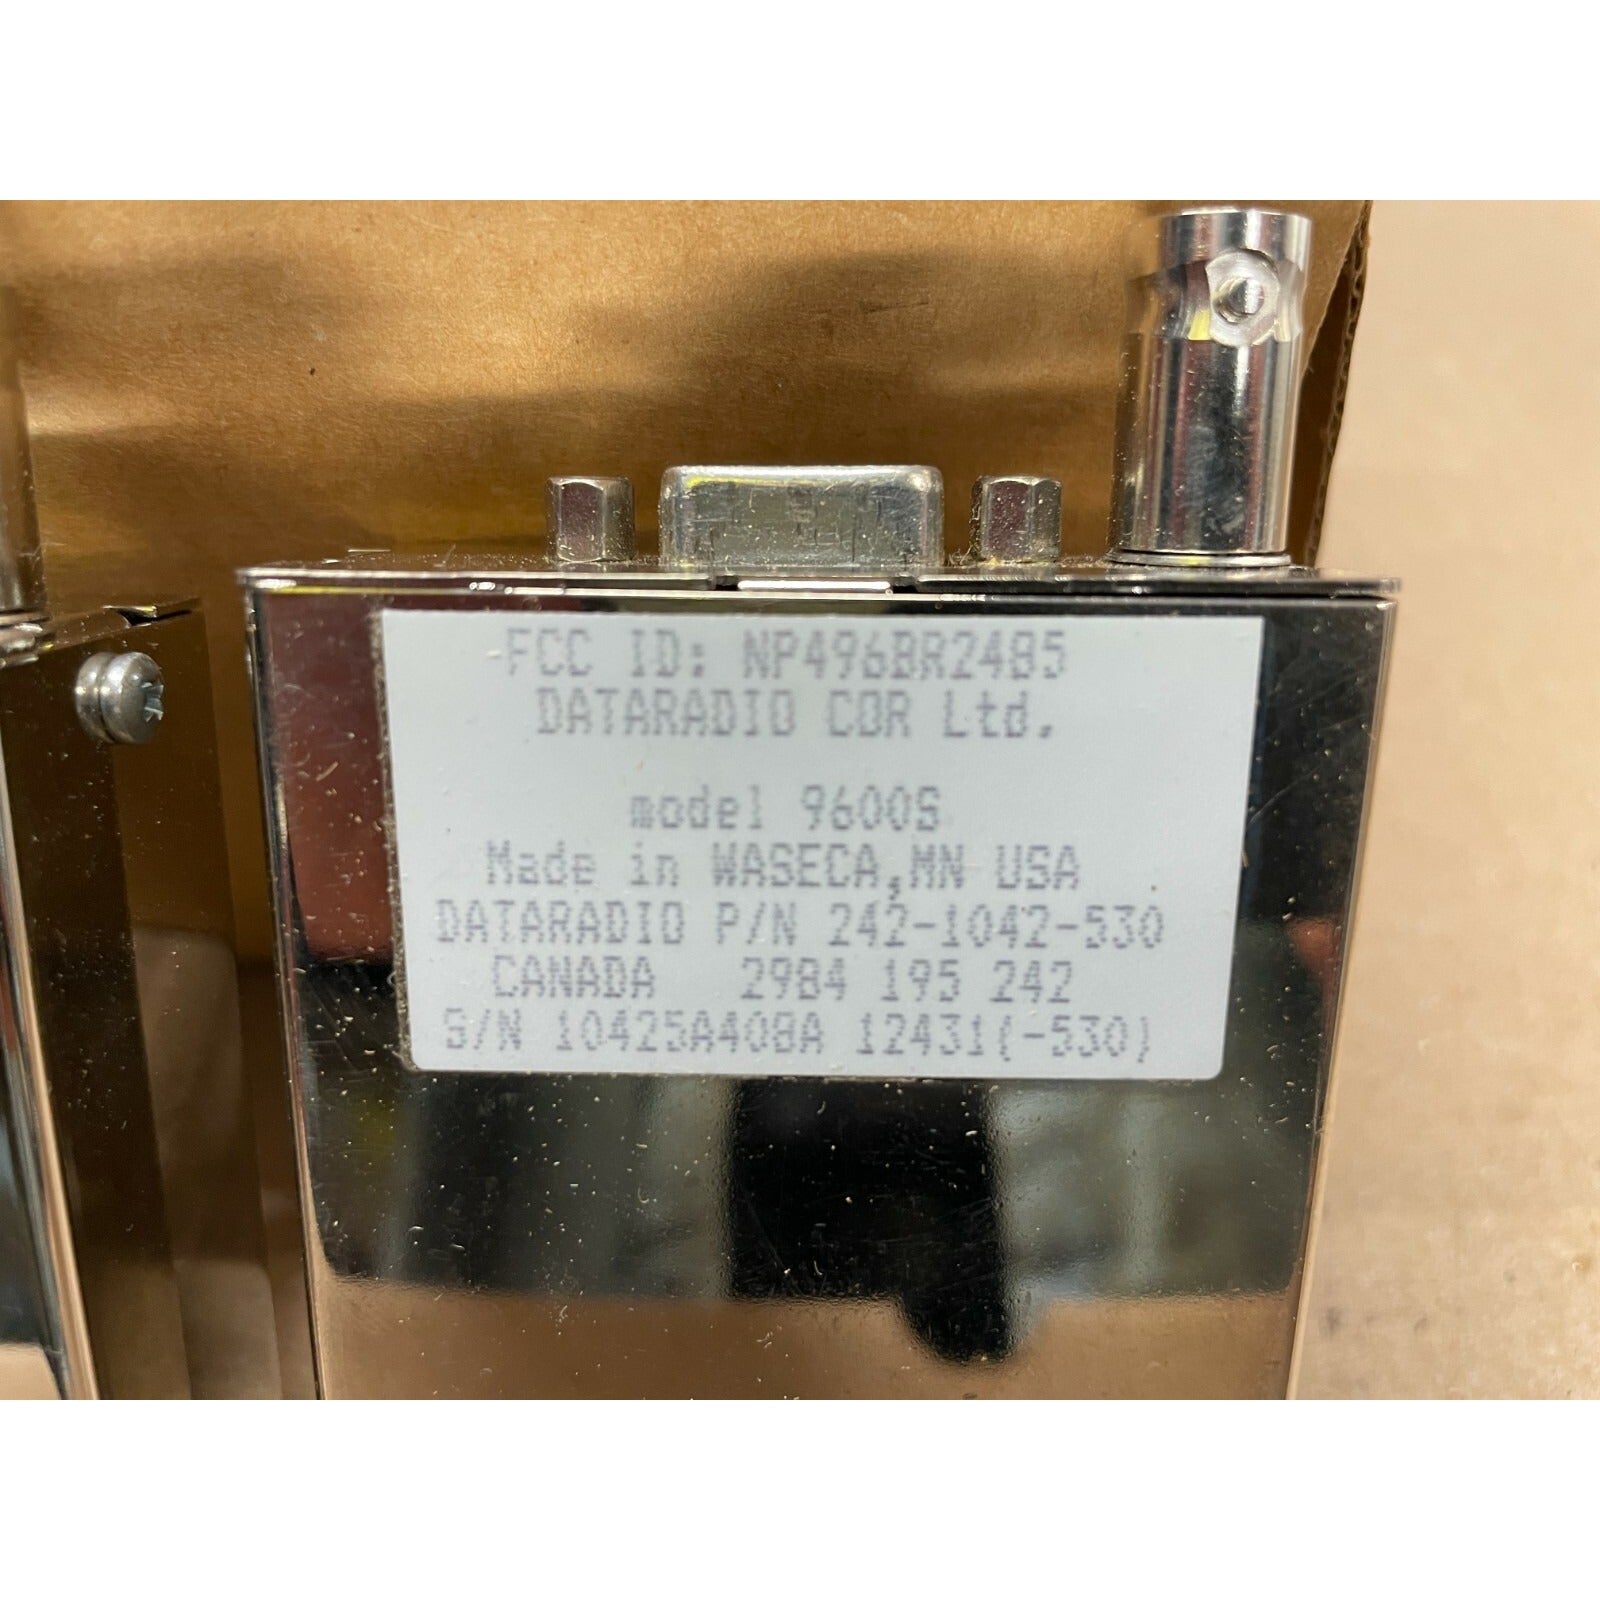 FCC ID: NP496BR2485
DATARADIO COR Ltd.
model 9600S
Made in WASECA,MN USA
DATARADIO P/N 242-1042-530
CANADA 2984 195 242
S/N 10425A408A 12431(-530)